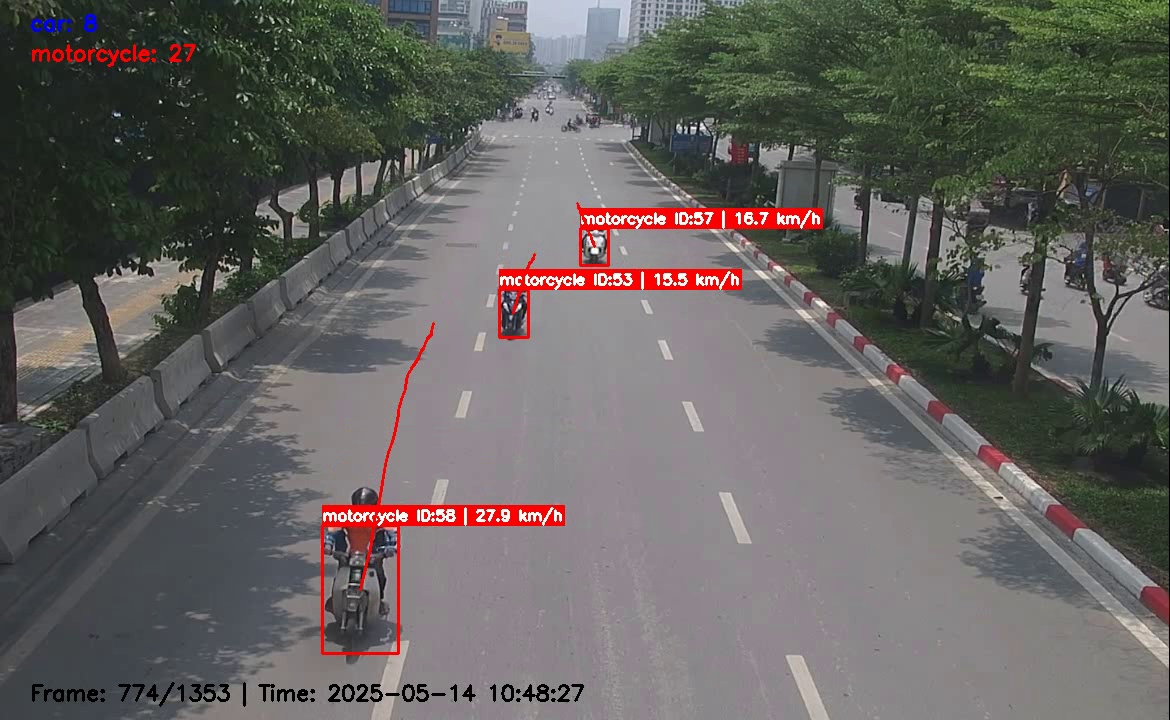 car: 8
motorcycle: 27
motorcycle ID:57 | 16.7 km/h
motorcycle ID:53 | 15.5 km/h
motorcycle ID:58 | 27.9 km/h
Frame: 774/1353 | Time: 2025-05-14 10:48:27